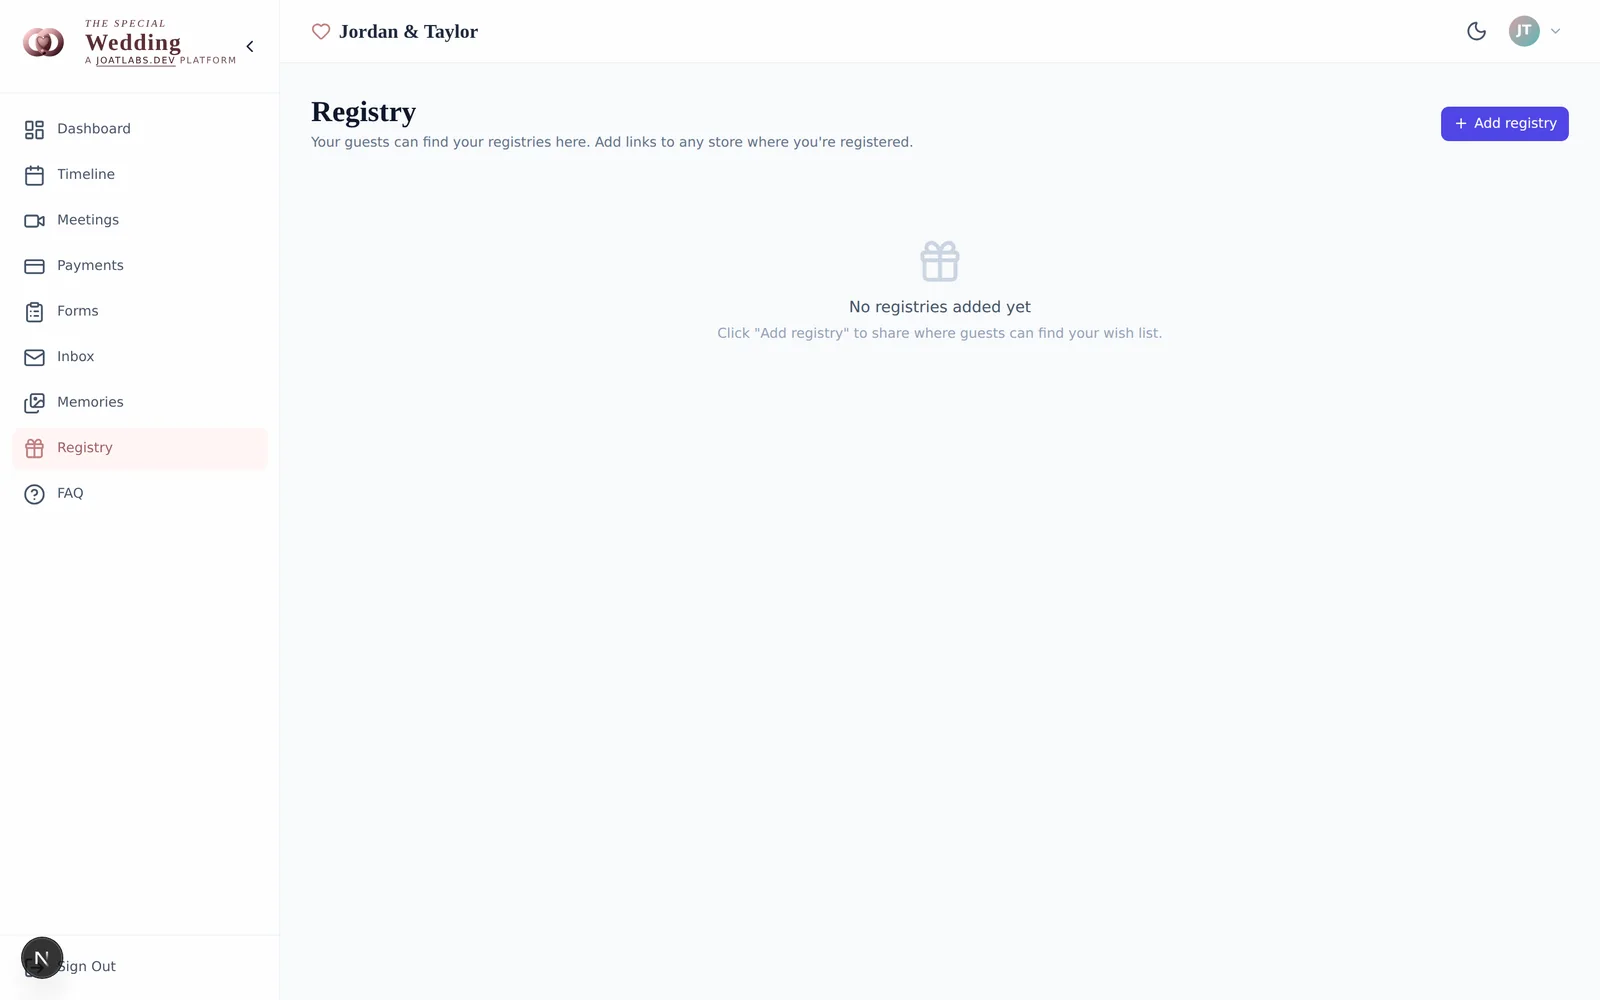 THE SPECIAL
Wedding
A JOATLABS.DEV PLATFORM
Dashboard
Timeline
Meetings
Payments
Forms
Inbox
Memories
Registry
FAQ
N
Sign Out
Jordan & Taylor
JT
Registry
Your guests can find your registries here. Add links to any store where you're registered.
+ Add registry
No registries added yet
Click "Add registry" to share where guests can find your wish list.